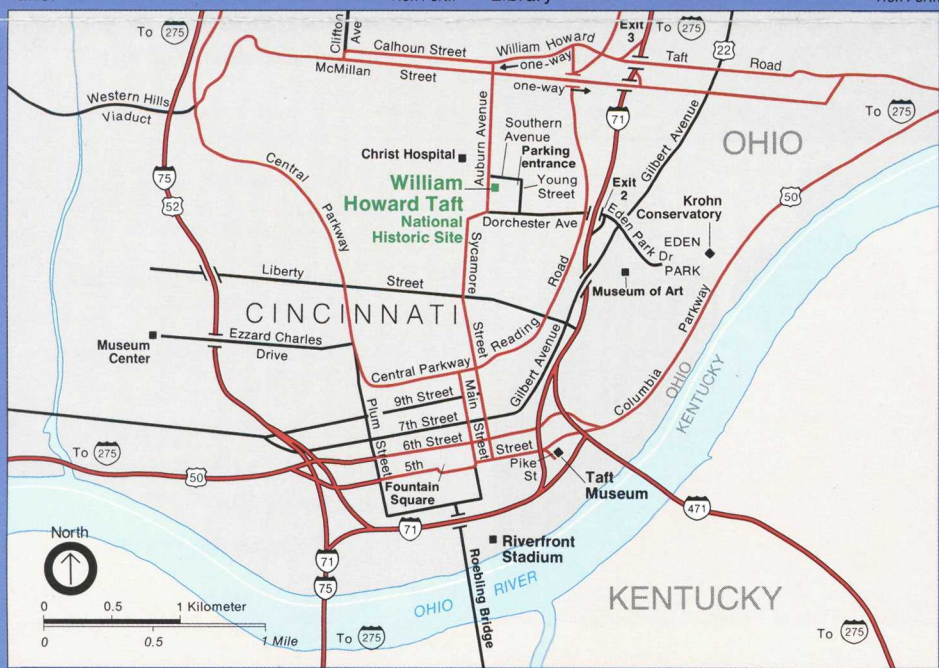 Library
To 275
Clifton
Ave
Calhoun Street
William Howard
Exit
3
To 275
22
McMillan
Street
one-way
Taft
Road
one-way
Western Hills
Viaduct
71
To 275
OHIO
Auburn Avenue
Southern
Avenue
Parking
entrance
Christ Hospital
Young
Street
Gilbert Avenue
75
52
Central
Parkway
William
Howard Taft
National
Historic Site
Exit
2
50
Krohn
Conservatory
Dorchester Ave
Eden Park
Dr
EDEN
PARK
Sycamore
Street
Road
Liberty
Street
Museum of Art
CINCINNATI
Museum
Center
Ezzard Charles
Drive
Reading
Gilbert Avenue
Parkway
OHIO
KENTUCKY
Central Parkway
9th Street
Main
Street
Plum
Street
7th Street
6th Street
Columbia
To 275
50
5th
Street
Fountain
Square
Pike
St
Taft
Museum
71
471
North
Riverfront
Stadium
71
75
Roebling Bridge
OHIO RIVER
KENTUCKY
0 0.5 1 Kilometer
0 0.5 1 Mile
To 275
To 275